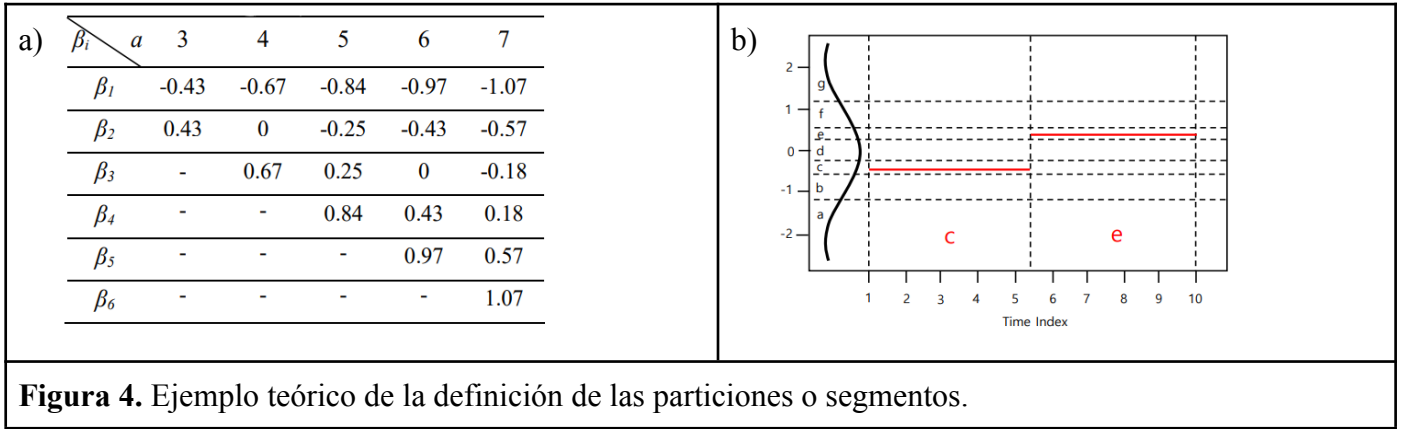 a)
βi a 3 4 5 6 7
β1 -0.43 -0.67 -0.84 -0.97 -1.07
β2 0.43 0 -0.25 -0.43 -0.57
β3 - 0.67 0.25 0 -0.18
β4 - - 0.84 0.43 0.18
β5 - - - 0.97 0.57
β6 - - - - 1.07
b)
2
1
0
-1
-2
g
f
e
d
c
b
a
c e
1 2 3 4 5 6 7 8 9 10
Time Index
Figura 4. Ejemplo teórico de la definición de las particiones o segmentos.